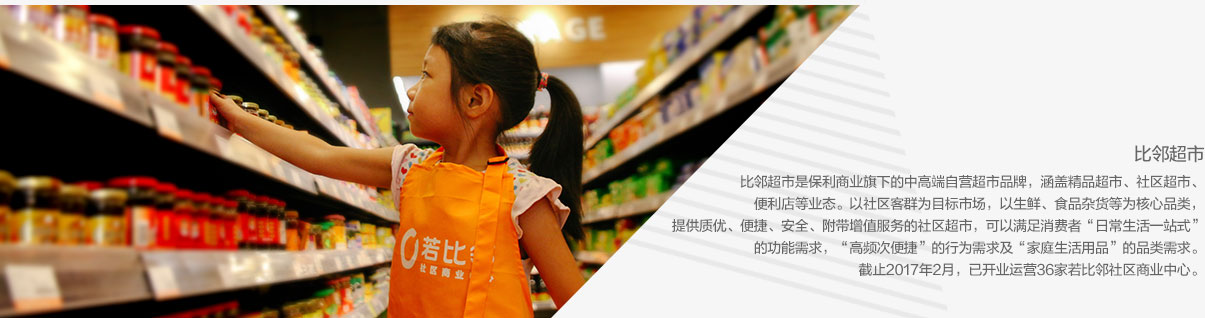 AGE
若比
社区商业
比邻超市
比邻超市是保利商业旗下的中高端自营超市品牌，涵盖精品超市、社区超市、
便利店等业态。以社区客群为目标市场，以生鲜、食品杂货等为核心品类，
提供质优、便捷、安全、附带增值服务的社区超市，可以满足消费者“日常生活一站式”
的功能需求，“高频次便捷”的行为需求及“家庭生活用品”的品类需求。
截止2017年2月，已开业运营36家若比邻社区商业中心。